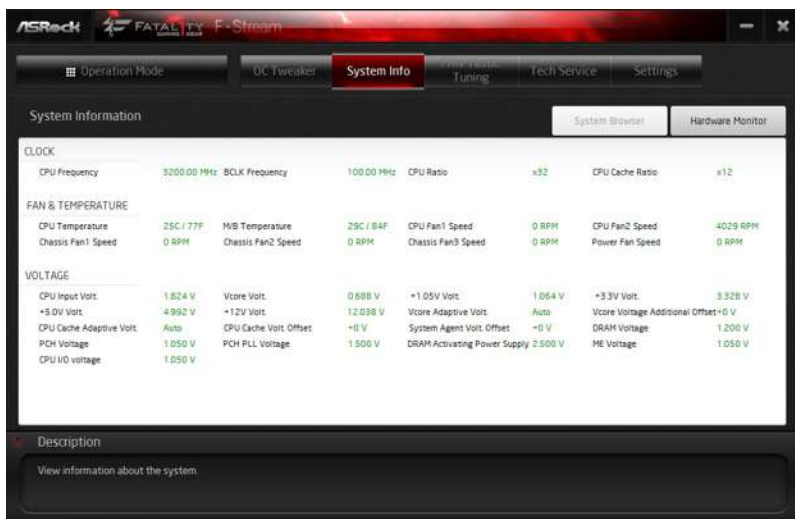 ASRock FATAL1TY GAMING GEAR F-Stream
Operation Mode OC Tweaker System Info Tuning Tech Service Settings
System Information System Browser Hardware Monitor
CLOCK
CPU Frequency 3200.00 MHz BCLK Frequency 100.00 MHz CPU Ratio x32 CPU Cache Ratio x12
FAN & TEMPERATURE
CPU Temperature 25C / 77F M/B Temperature 29C / 84F CPU Fan1 Speed 0 RPM CPU Fan2 Speed 4029 RPM
Chassis Fan1 Speed 0 RPM Chassis Fan2 Speed 0 RPM Chassis Fan3 Speed 0 RPM Power Fan Speed 0 RPM
VOLTAGE
CPU Input Volt. 1.824 V Vcore Volt. 0.688 V +1.05V Volt. 1.064 V +3.3V Volt. 3.328 V
+5.0V Volt. 4.992 V +12V Volt. 12.038 V Vcore Adaptive Volt. Auto Vcore Voltage Additional Offset +0 V
CPU Cache Adaptive Volt. Auto CPU Cache Volt. Offset +0 V System Agent Volt. Offset +0 V DRAM Voltage 1.200 V
PCH Voltage 1.050 V PCH PLL Voltage 1.500 V DRAM Activating Power Supply 2.500 V ME Voltage 1.050 V
CPU I/O voltage 1.050 V
Description
View information about the system.